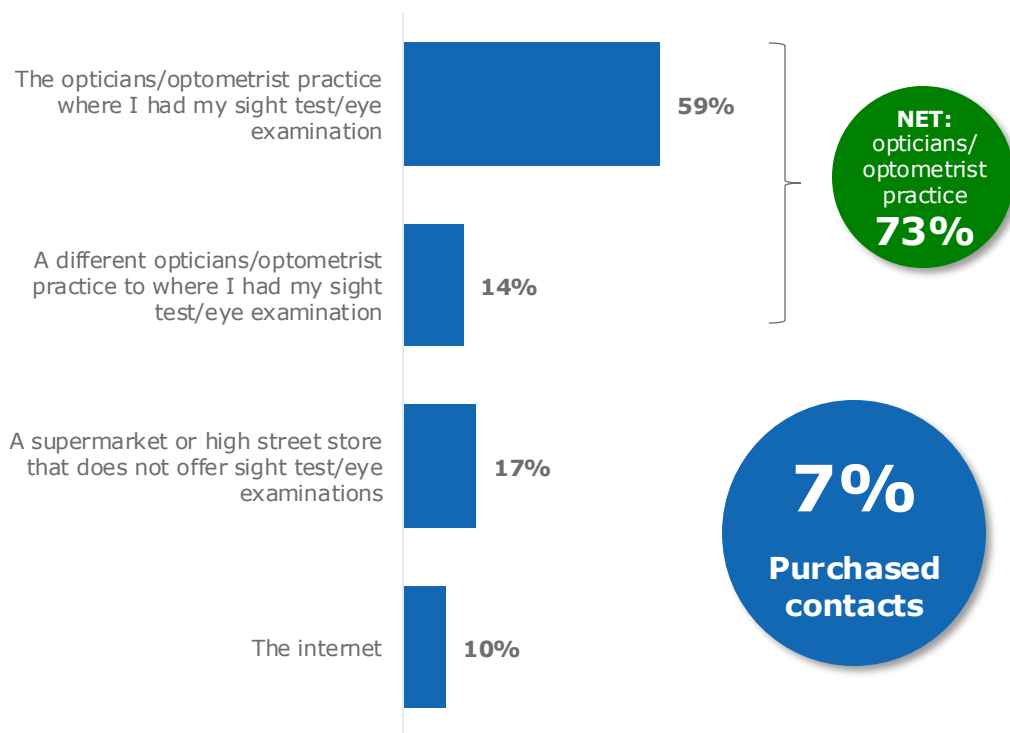 The opticians/optometrist practice
where I had my sight test/eye
examination
59%
NET:
opticians/
optometrist
practice
73%
A different opticians/optometrist
practice to where I had my sight
test/eye examination
14%
A supermarket or high street store
that does not offer sight test/eye
examinations
17%
7%
Purchased
contacts
The internet
10%